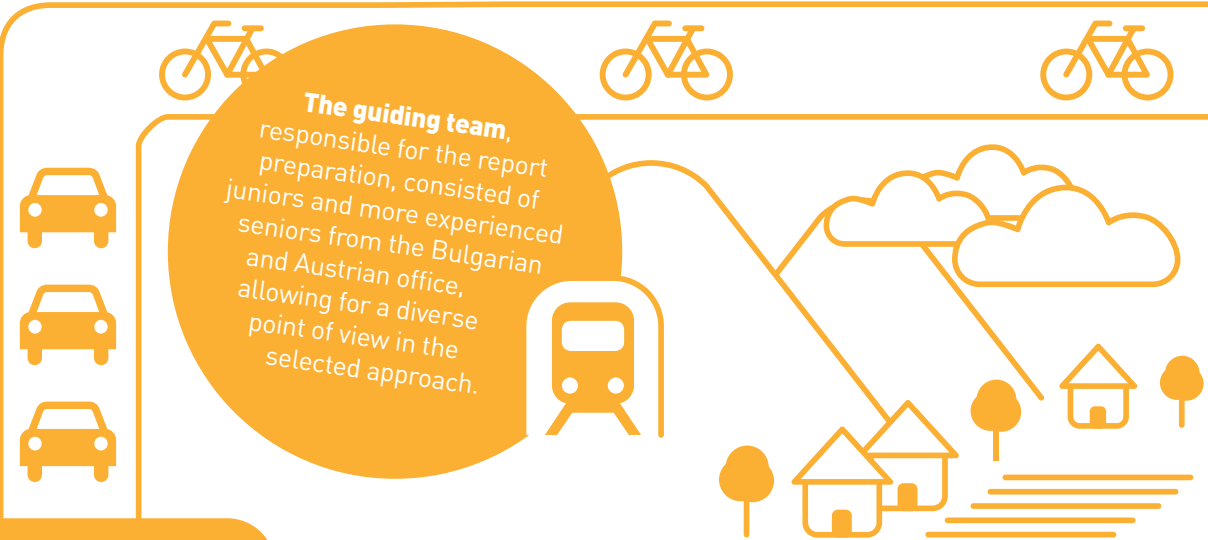 The guiding team,
responsible for the report
preparation, consisted of
juniors and more experienced
seniors from the Bulgarian
and Austrian office,
allowing for a diverse
point of view in the
selected approach.